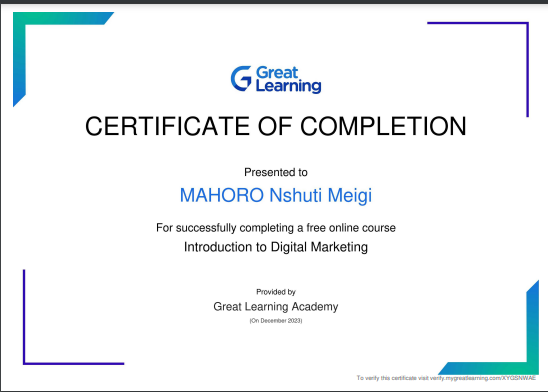 Great
Learning
CERTIFICATE OF COMPLETION
Presented to
MAHORO Nshuti Meigi
For successfully completing a free online course
Introduction to Digital Marketing
Provided by
Great Learning Academy
(On December 2023)
To verify this certificate visit verify.mygreatlearning.com/XYGSNWAE